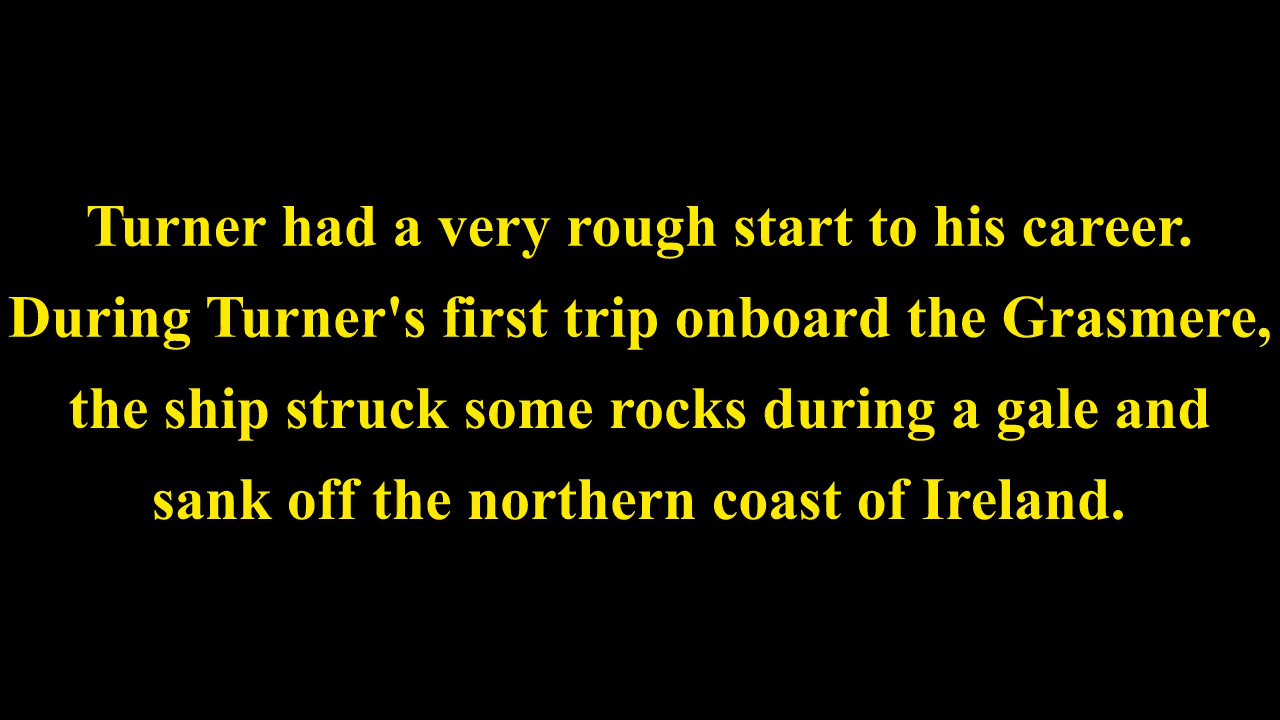 Turner had a very rough start to his career.
During Turner's first trip onboard the Grasmere,
the ship struck some rocks during a gale and
sank off the northern coast of Ireland.